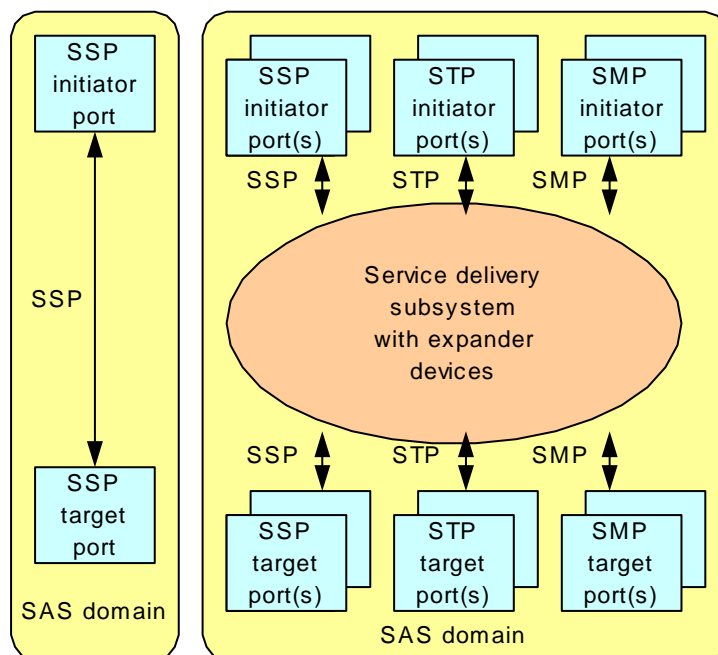 SSP
initiator
port
SSP
SSP
target
port
SAS domain
SSP
initiator
port(s)
STP
initiator
port(s)
SMP
initiator
port(s)
SSP
STP
SMP
Service delivery
subsystem
with expander
devices
SSP
STP
SMP
SSP
target
port(s)
STP
target
port(s)
SMP
target
port(s)
SAS domain